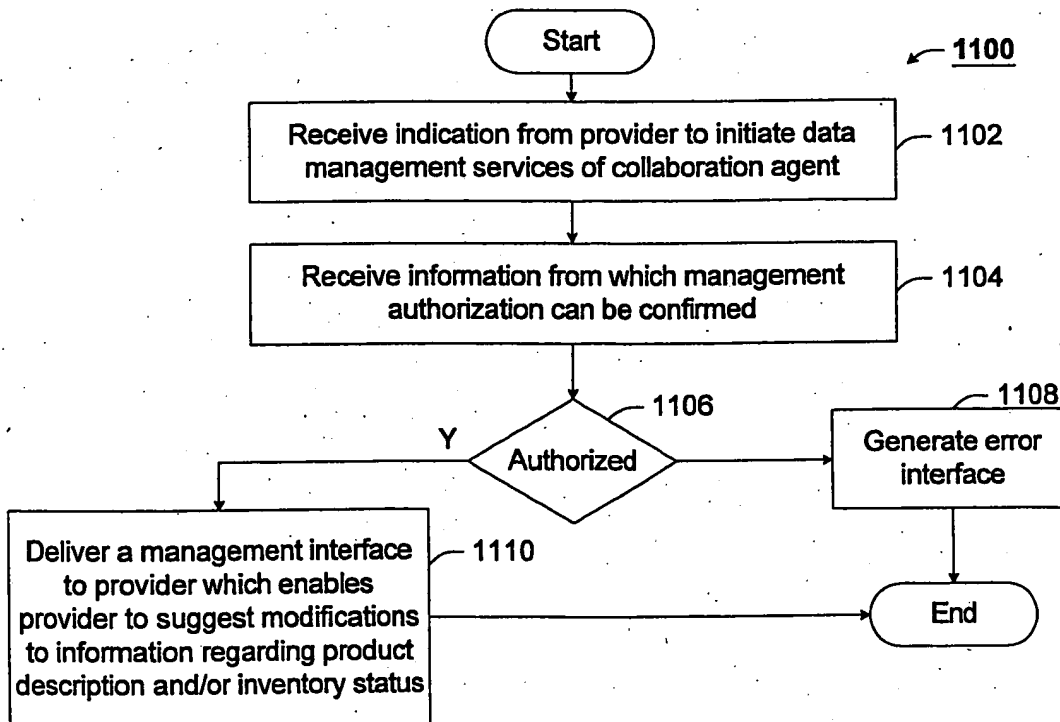 Start
1100
Receive indication from provider to initiate data
management services of collaboration agent
1102
Receive information from which management
authorization can be confirmed
1104
1106
Authorized
Y
1108
Generate error
interface
Deliver a management interface
to provider which enables
provider to suggest modifications
to information regarding product
description and/or inventory status
1110
End